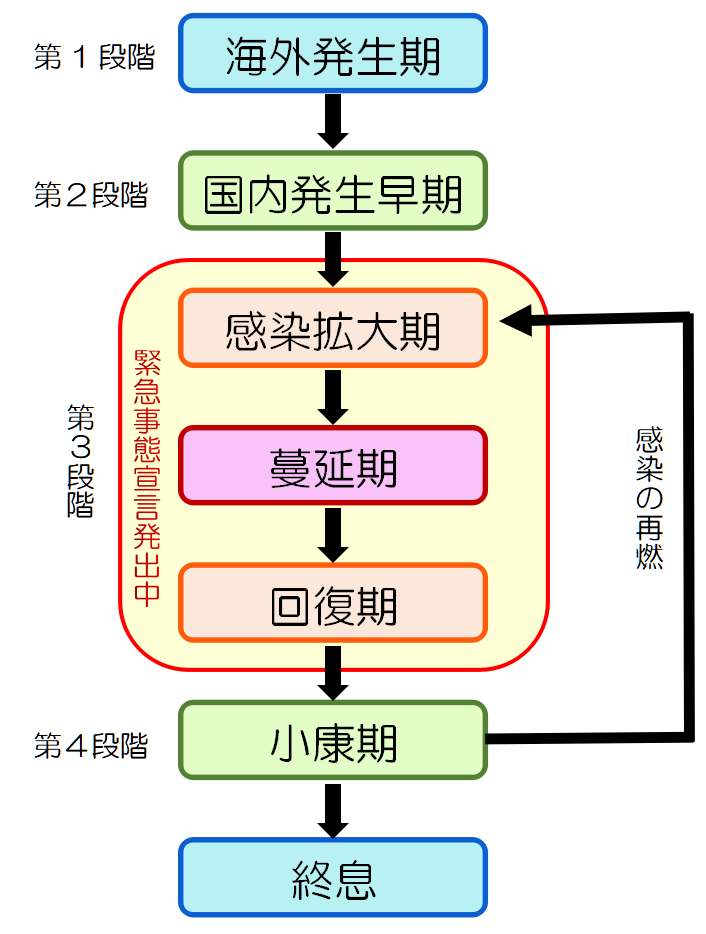 第１段階
海外発生期
第２段階
国内発生早期
感染拡大期
第３段階
緊急事態宣言発出中
蔓延期
感染の再燃
回復期
第４段階
小康期
終息